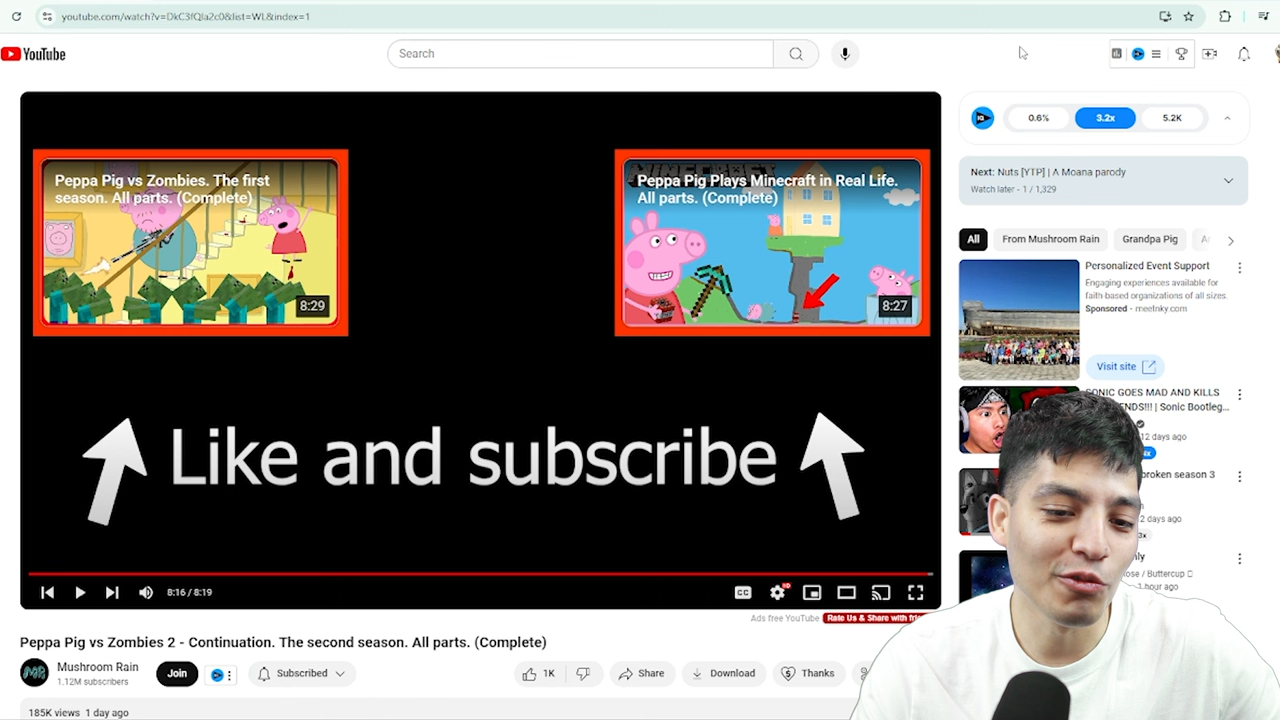 youtube.com/watch?v=DkC3fQla2c0&list=WL&index=1
YouTube
Search
Peppa Pig vs Zombies. The first
season. All parts. (Complete)
8:29
Peppa Pig Plays Minecraft in Real Life.
All parts. (Complete)
8:27
Like and subscribe
8:16 / 8:19
CC
HD
Ads free YouTube
Rate Us & Share with
Peppa Pig vs Zombies 2 - Continuation. The second season. All parts. (Complete)
Mushroom Rain
1.12M subscribers
Join
Subscribed
1K
Share
Download
Thanks
185K views 1 day ago
0.6%
3.2x
5.2K
Next: Nuts [YTP] | A Moana parody
Watch later - 1 / 1,329
All
From Mushroom Rain
Grandpa Pig
Personalized Event Support
Engaging experiences available for
faith based organizations of all sizes.
Sponsored - meetnky.com
Visit site
SONIC GOES MAD AND KILLS
Sonic Bootleg...
12 days ago
broken season 3
2 days ago
3x
/ Buttercup
1 hour ago